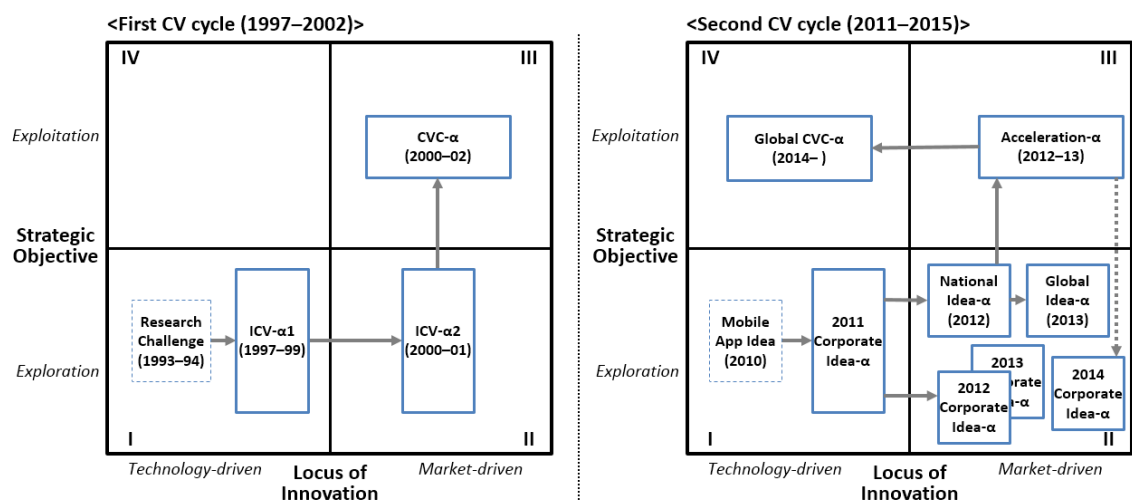 <First CV cycle (1997–2002)>
IV
III
Exploitation
CVC-α
(2000–02)
Strategic
Objective
Research
Challenge
(1993–94)
ICV-α1
(1997–99)
ICV-α2
(2000–01)
Exploration
I
II
Technology-driven
Locus of
Innovation
Market-driven
<Second CV cycle (2011–2015)>
IV
III
Exploitation
Global CVC-α
(2014– )
Acceleration-α
(2012–13)
Strategic
Objective
Mobile
App Idea
(2010)
2011
Corporate
Idea-α
National
Idea-α
(2012)
Global
Idea-α
(2013)
Exploration
2012
Corporate
Idea-α
2013
rate
a-α
2014
Corporate
Idea-α
I
II
Technology-driven
Locus of
Innovation
Market-driven